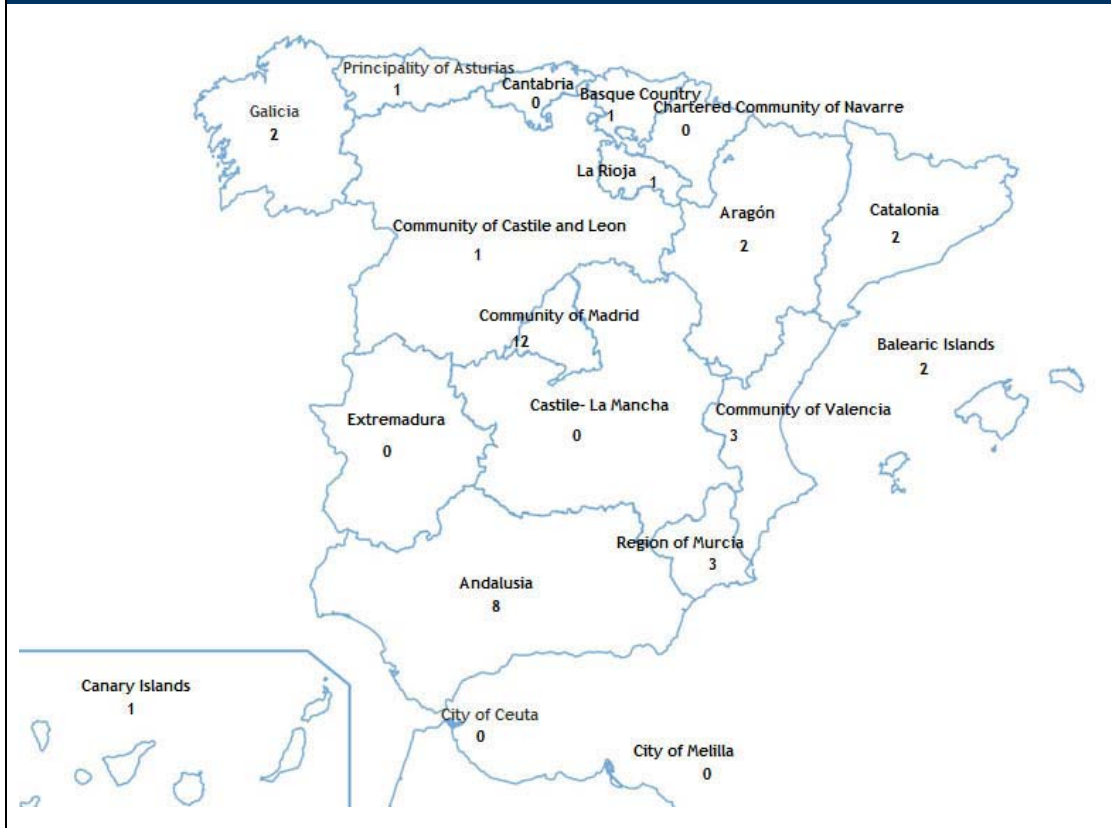 Principality of Asturias
1
Cantabria
0
Basque Country
1
Chartered Community of Navarre
0
Galicia
2
La Rioja
1
Aragón
2
Catalonia
2
Community of Castile and Leon
1
Community of Madrid
12
Balearic Islands
2
Castile- La Mancha
0
Community of Valencia
3
Extremadura
0
Region of Murcia
3
Andalusia
8
Canary Islands
1
City of Ceuta
0
City of Melilla
0